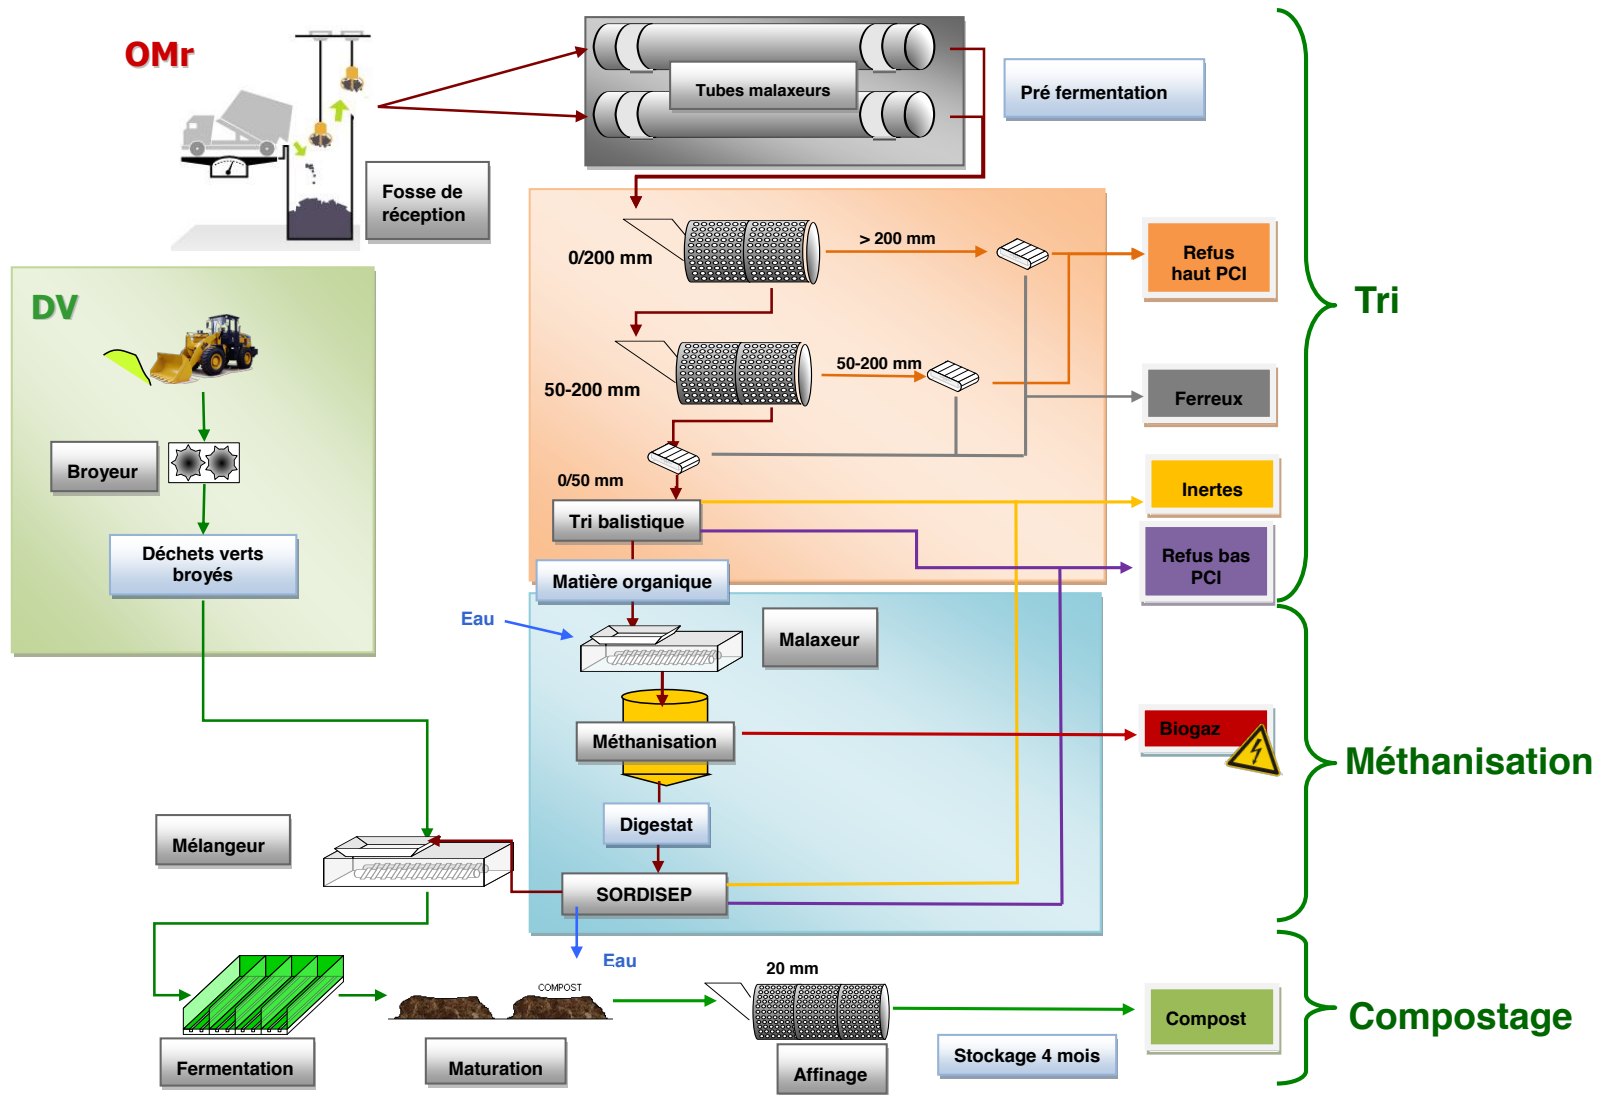 OMr
Tubes malaxeurs
Pré fermentation
Fosse de
réception
0/200 mm
> 200 mm
Refus
haut PCI
Tri
DV
50-200 mm
50-200 mm
Ferreux
Broyeur
0/50 mm
Inertes
Tri balistique
Déchets verts
broyés
Refus bas
PCI
Matière organique
Eau
Malaxeur
Méthanisation
Biogaz
Méthanisation
Digestat
Mélangeur
SORDISEP
Eau
20 mm
COMPOST
Compost
Compostage
Fermentation
Maturation
Affinage
Stockage 4 mois